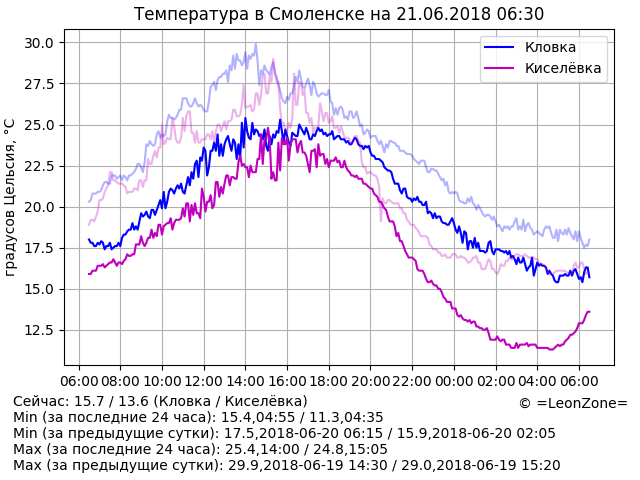 Температура в Смоленске на 21.06.2018 06:30
Кловка
Киселёвка
градусов Цельсия, °C
30.0
27.5
25.0
22.5
20.0
17.5
15.0
12.5
06:00 08:00 10:00 12:00 14:00 16:00 18:00 20:00 22:00 00:00 02:00 04:00 06:00
Сейчас: 15.7 / 13.6 (Кловка / Киселёвка)
© =LeonZone=
Min (за последние 24 часа): 15.4,04:55 / 11.3,04:35
Min (за предыдущие сутки): 17.5,2018-06-20 06:15 / 15.9,2018-06-20 02:05
Max (за последние 24 часа): 25.4,14:00 / 24.8,15:05
Max (за предыдущие сутки): 29.9,2018-06-19 14:30 / 29.0,2018-06-19 15:20